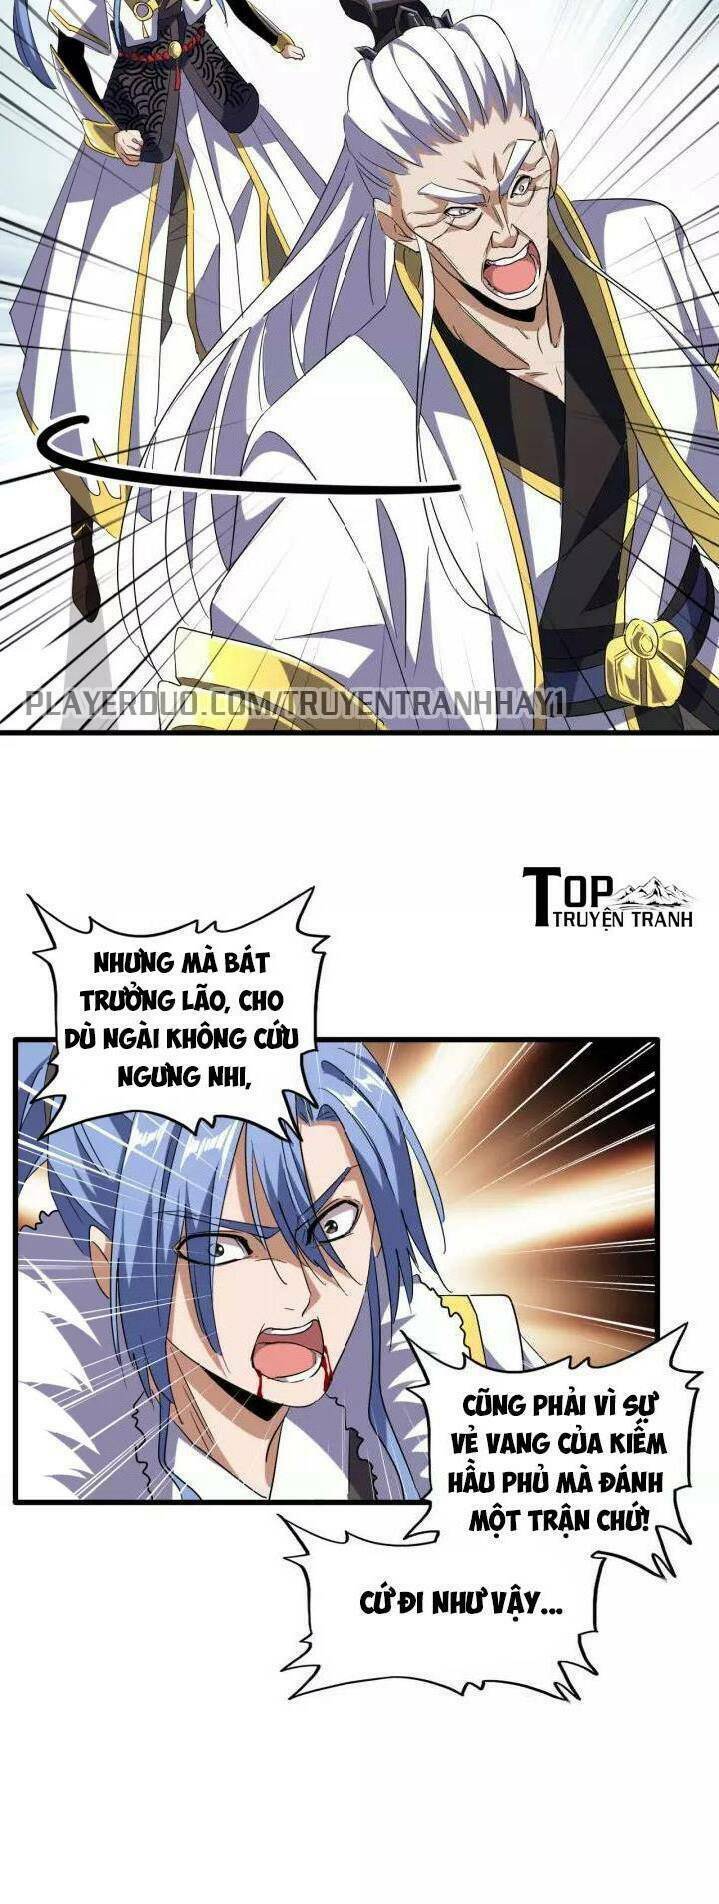 PLAYERDUO.COM/TRUYENTRANHHAY1
TOP
TRUYỆN TRANH
NHƯNG MÀ BÁT
TRƯỞNG LÃO, CHO
DÙ NGÀI KHÔNG CỨU
NGƯNG NHI,
CŨNG PHẢI VÌ SỰ
VẺ VANG CỦA KIẾM
HẦU PHỦ MÀ ĐÁNH
MỘT TRẬN CHỨ!
CỨ ĐI NHƯ VẬY...